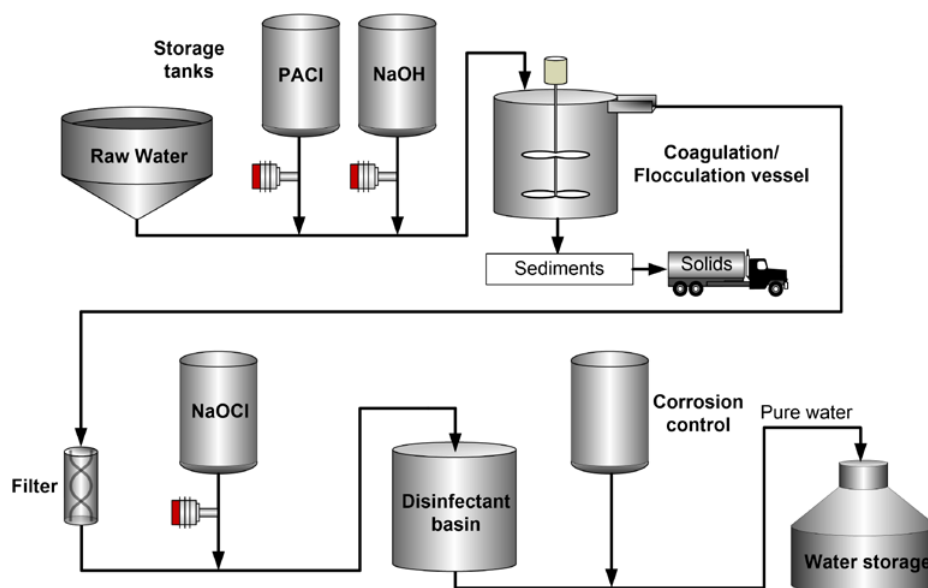 Storage
tanks
PACl
NaOH
Raw Water
Coagulation/
Flocculation vessel
Sediments
Solids
NaOCl
Corrosion
control
Pure water
Filter
Disinfectant
basin
Water storage